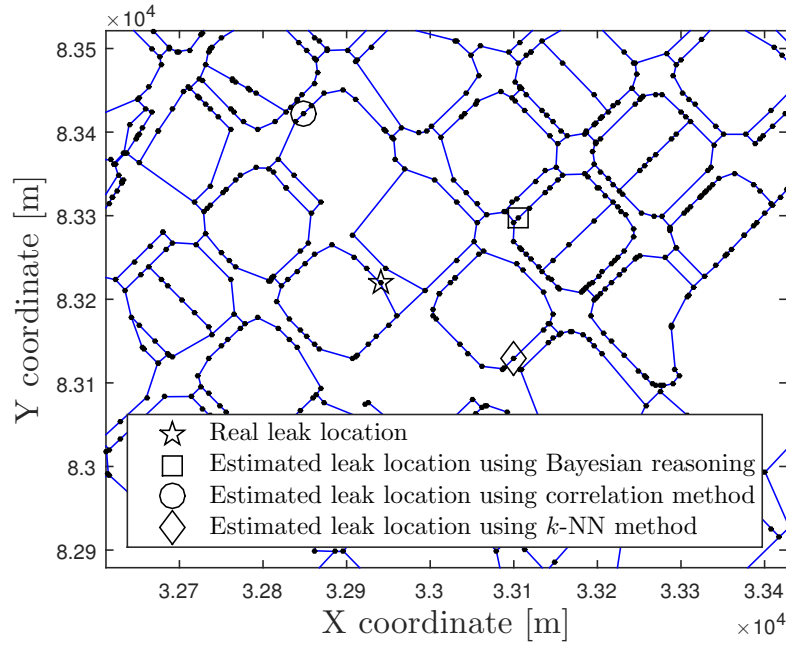 ×10⁴
8.35
8.34
8.33
8.32
8.31
8.3
8.29
Y coordinate [m]
Real leak location
Estimated leak location using Bayesian reasoning
Estimated leak location using correlation method
Estimated leak location using k-NN method
3.27 3.28 3.29 3.3 3.31 3.32 3.33 3.34
X coordinate [m]
×10⁴